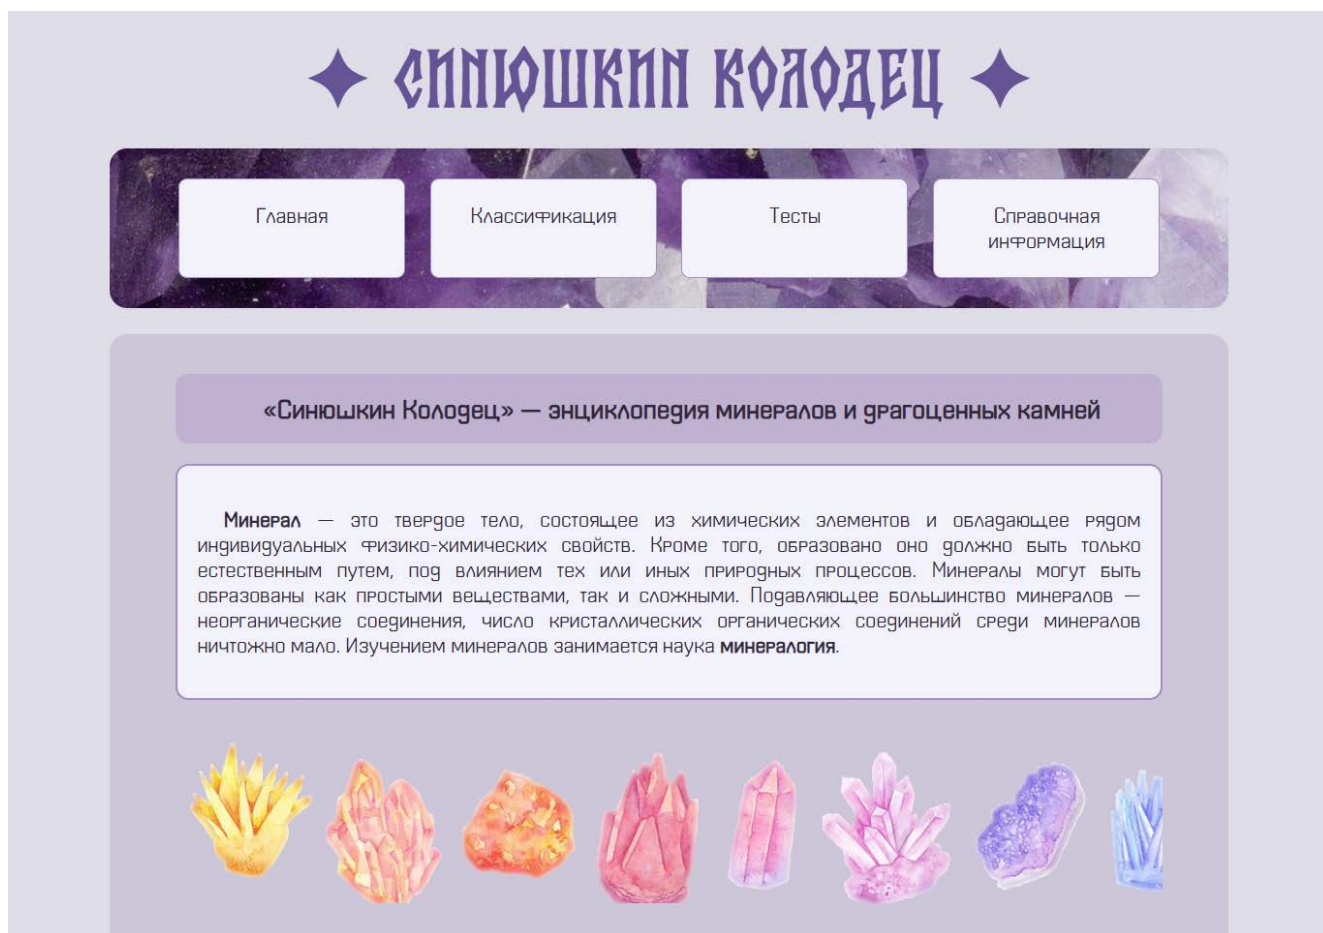 СИНЮШКИН КОЛОДЕЦ
Главная
Классификация
Тесты
Справочная
информация
«Синюшкин Колодец» — энциклопедия минералов и драгоценных камней
Минерал — это твердое тело, состоящее из химических элементов и обладающее рядом
индивидуальных физико-химических свойств. Кроме того, образовано оно должно быть только
естественным путем, под влиянием тех или иных природных процессов. Минералы могут быть
образованы как простыми веществами, так и сложными. Подавляющее большинство минералов —
неорганические соединения, число кристаллических органических соединений среди минералов
ничтожно мало. Изучением минералов занимается наука минералогия.